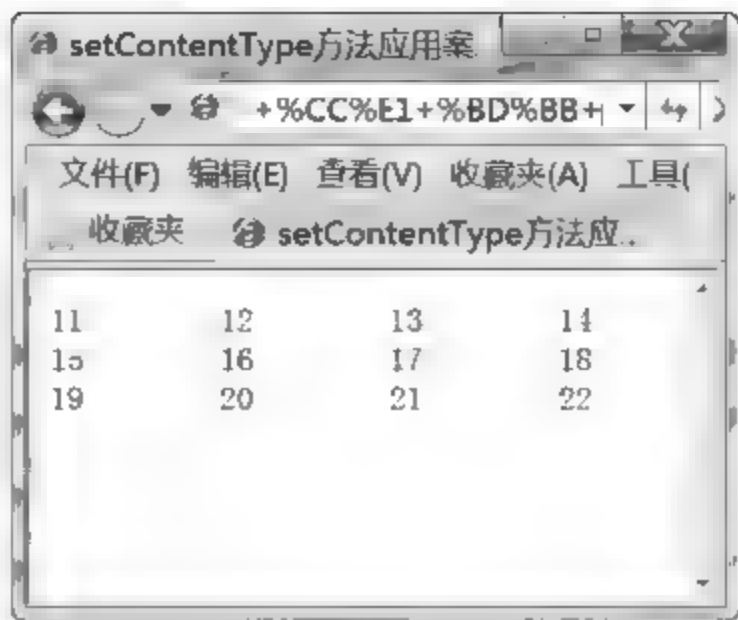 setContentType方法应用案
+%CC%E1+%BD%BB+
文件(F) 编辑(E) 查看(V) 收藏夹(A) 工具(
收藏夹 setContentType方法应..
11 12 13 14
15 16 17 18
19 20 21 22